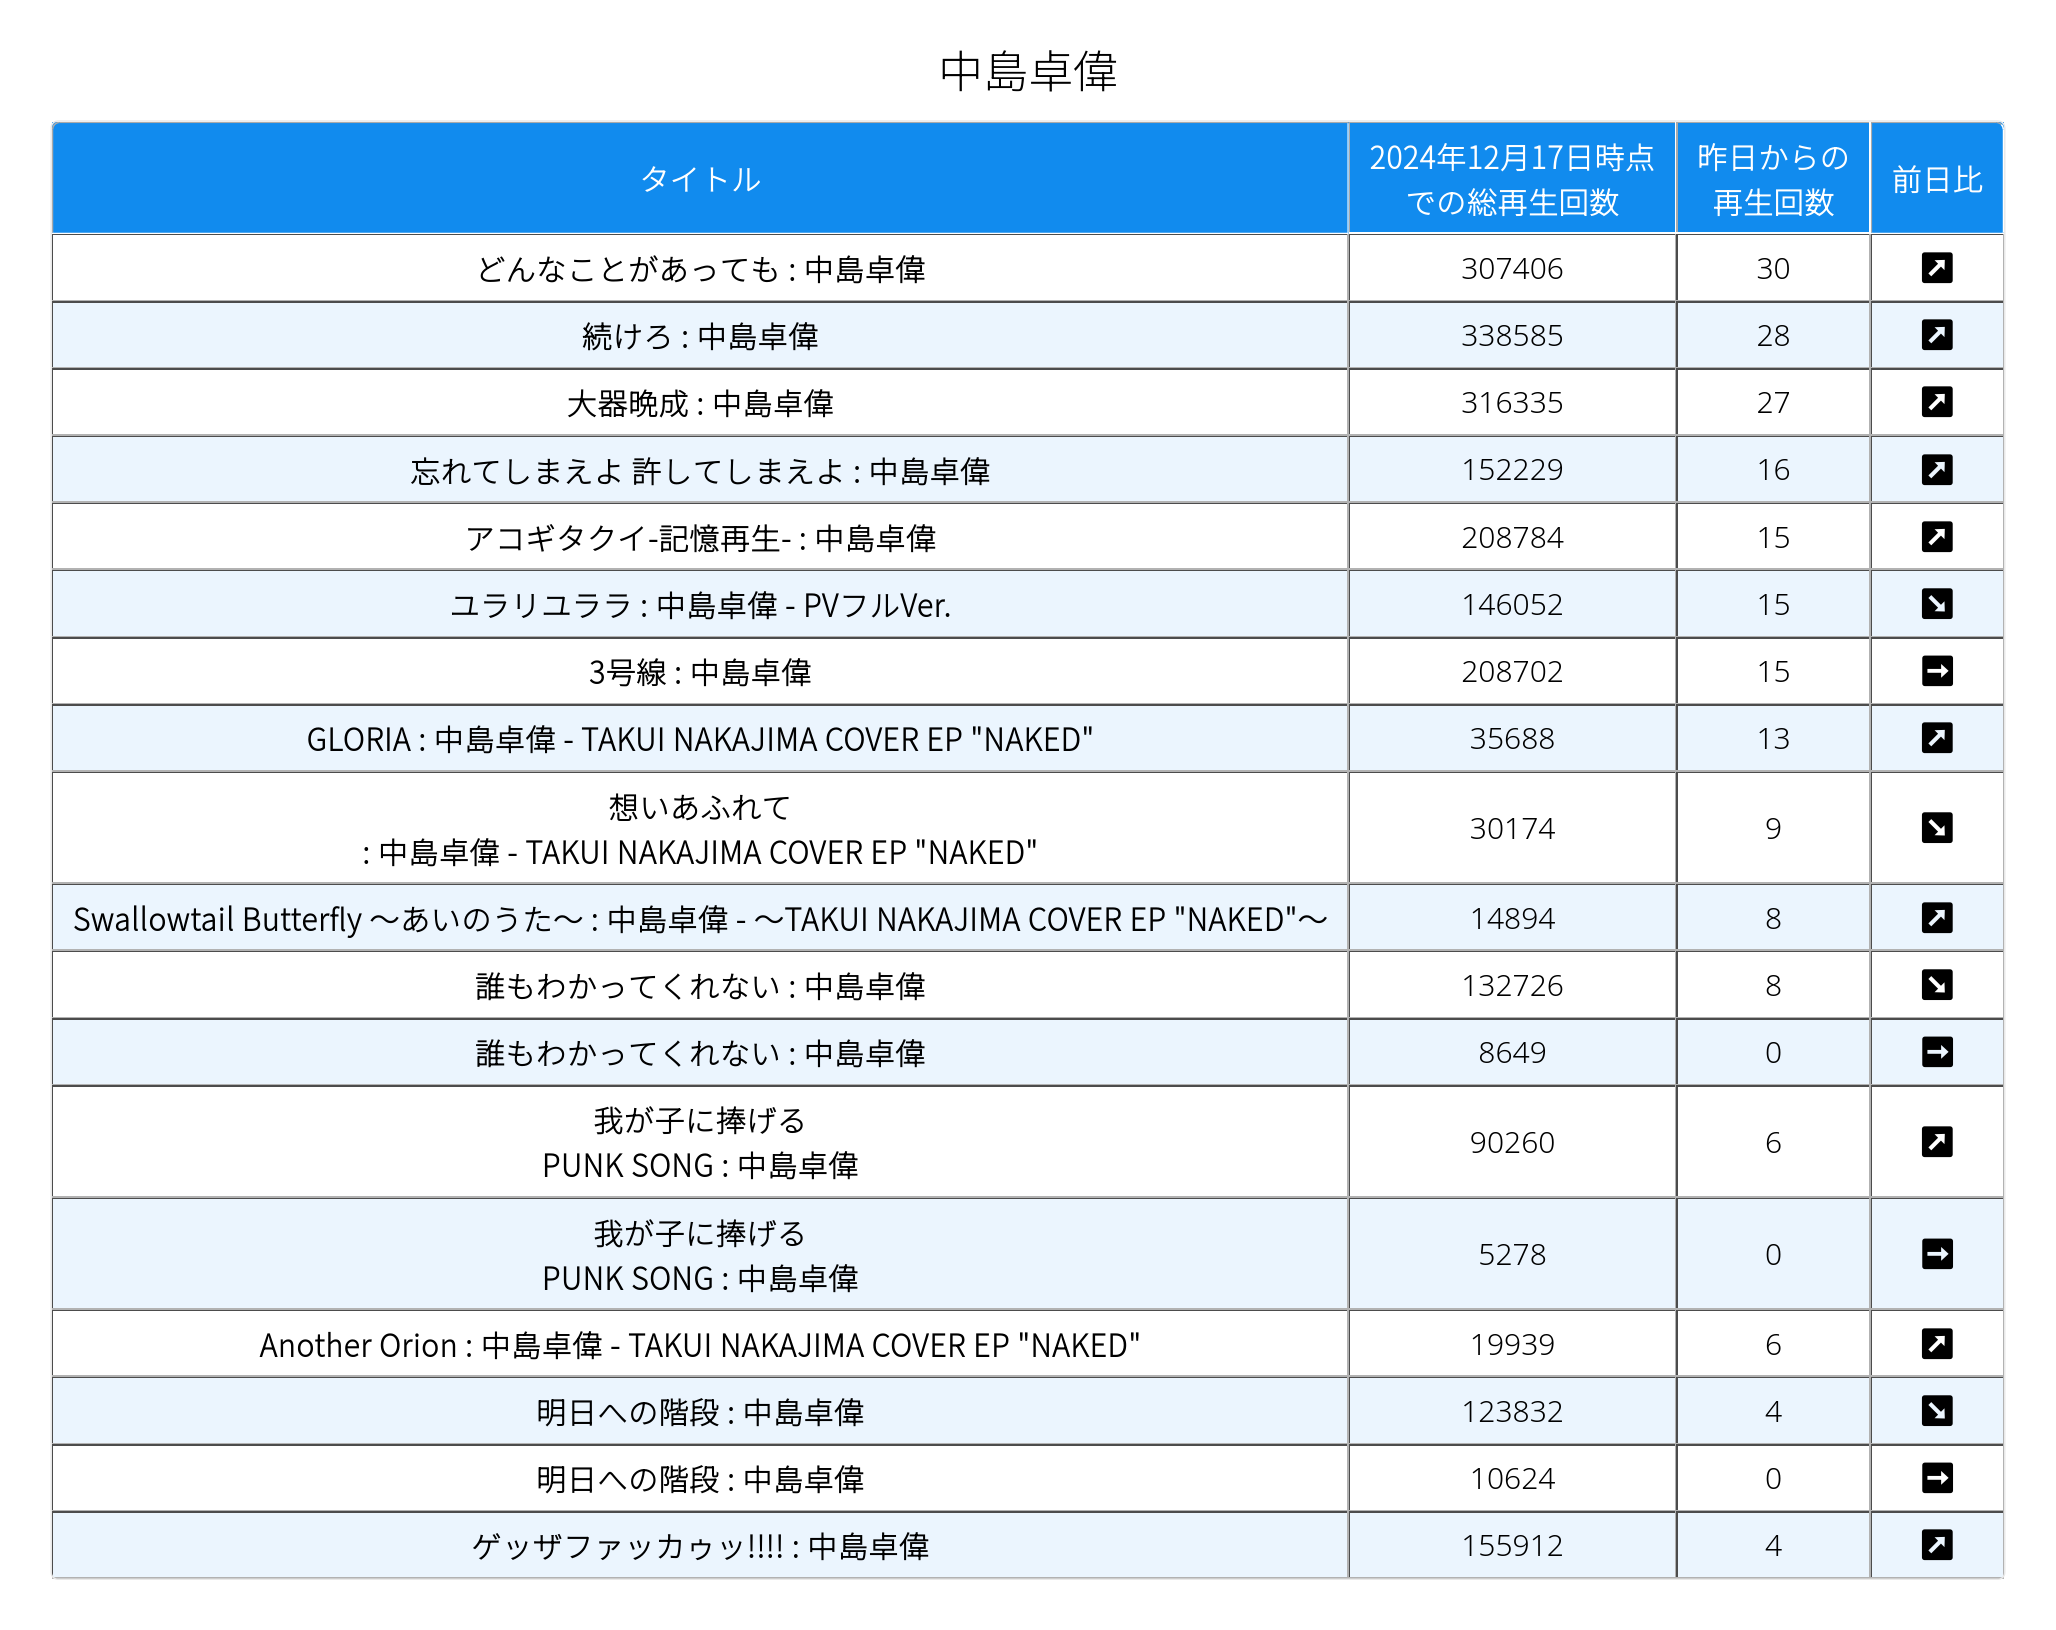 中島卓偉
タイトル
2024年12月17日時点
での総再生回数
昨日からの
再生回数
前日比
どんなことがあっても : 中島卓偉 307406 30
続けろ : 中島卓偉 338585 28
大器晩成 : 中島卓偉 316335 27
忘れてしまえよ 許してしまえよ : 中島卓偉 152229 16
アコギタクイ-記憶再生- : 中島卓偉 208784 15
ユラリユララ : 中島卓偉 - PVフルVer. 146052 15
3号線 : 中島卓偉 208702 15
GLORIA : 中島卓偉 - TAKUI NAKAJIMA COVER EP "NAKED" 35688 13
想いあふれて
: 中島卓偉 - TAKUI NAKAJIMA COVER EP "NAKED" 30174 9
Swallowtail Butterfly 〜あいのうた〜 : 中島卓偉 - 〜TAKUI NAKAJIMA COVER EP "NAKED"〜 14894 8
誰もわかってくれない : 中島卓偉 132726 8
誰もわかってくれない : 中島卓偉 8649 0
我が子に捧げる
PUNK SONG : 中島卓偉 90260 6
我が子に捧げる
PUNK SONG : 中島卓偉 5278 0
Another Orion : 中島卓偉 - TAKUI NAKAJIMA COVER EP "NAKED" 19939 6
明日への階段 : 中島卓偉 123832 4
明日への階段 : 中島卓偉 10624 0
ゲッザファッカゥッ!!!! : 中島卓偉 155912 4